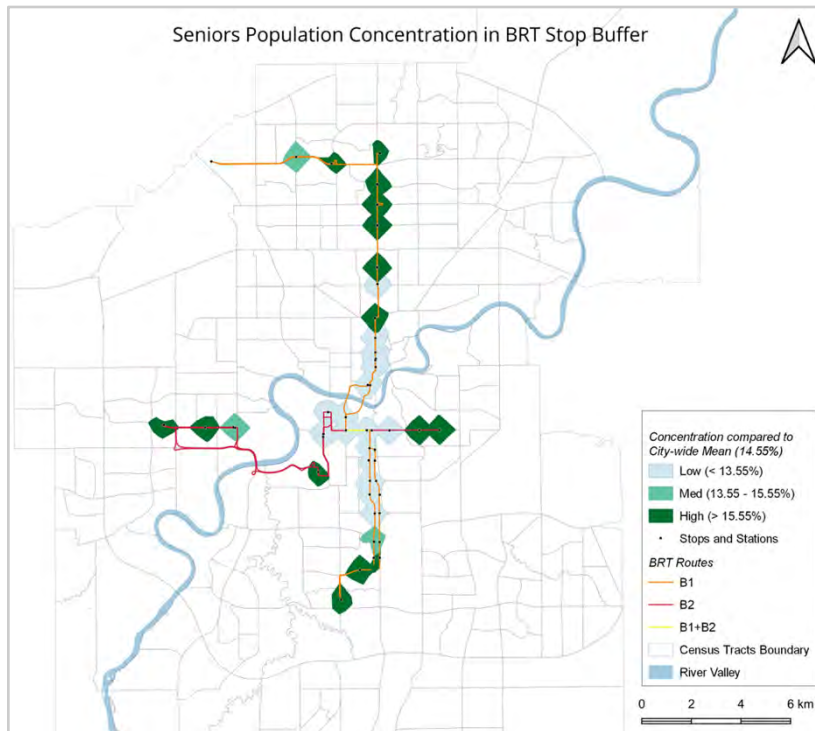 Seniors Population Concentration in BRT Stop Buffer
Concentration compared to
City-wide Mean (14.55%)
Low (< 13.55%)
Med (13.55 - 15.55%)
High (> 15.55%)
Stops and Stations
BRT Routes
B1
B2
B1+B2
Census Tracts Boundary
River Valley
0 2 4 6 km